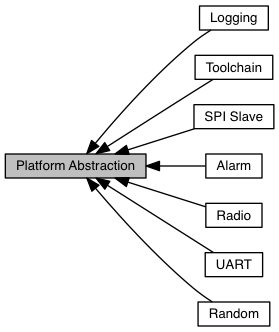 Logging
Toolchain
SPI Slave
Platform Abstraction
Alarm
Radio
UART
Random